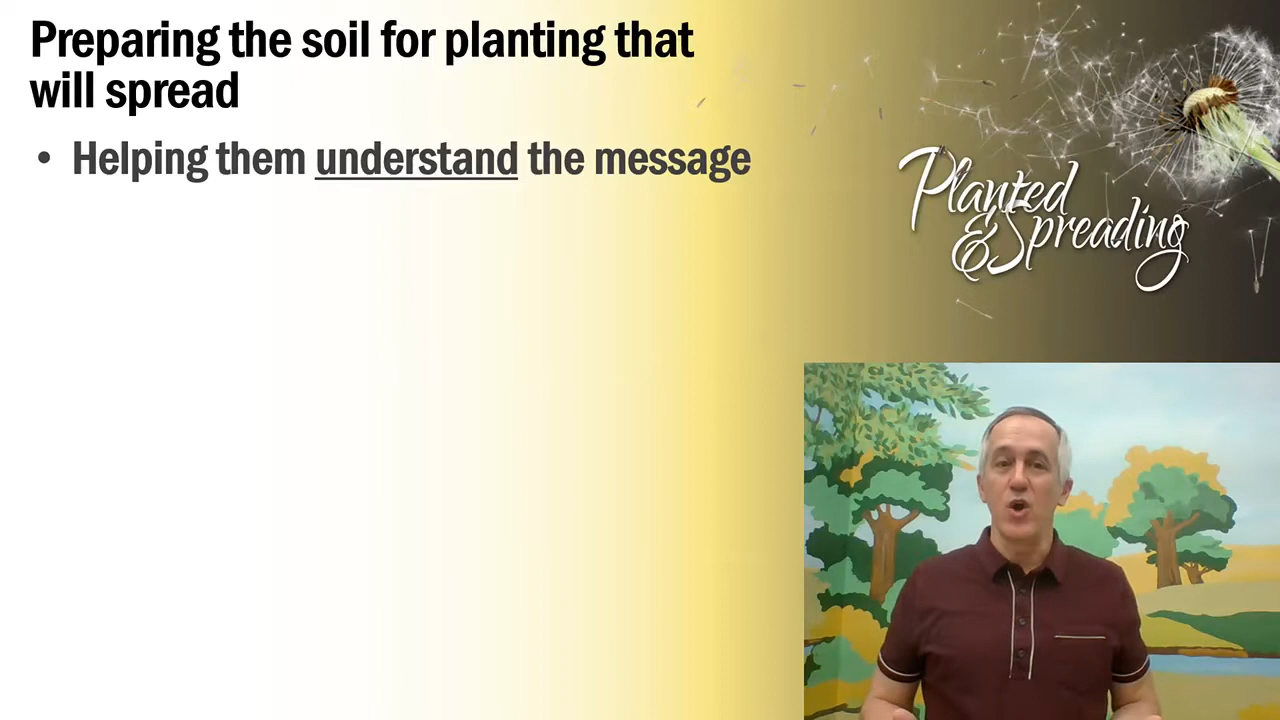 Preparing the soil for planting that
will spread
• Helping them understand the message
Planted
&Spreading